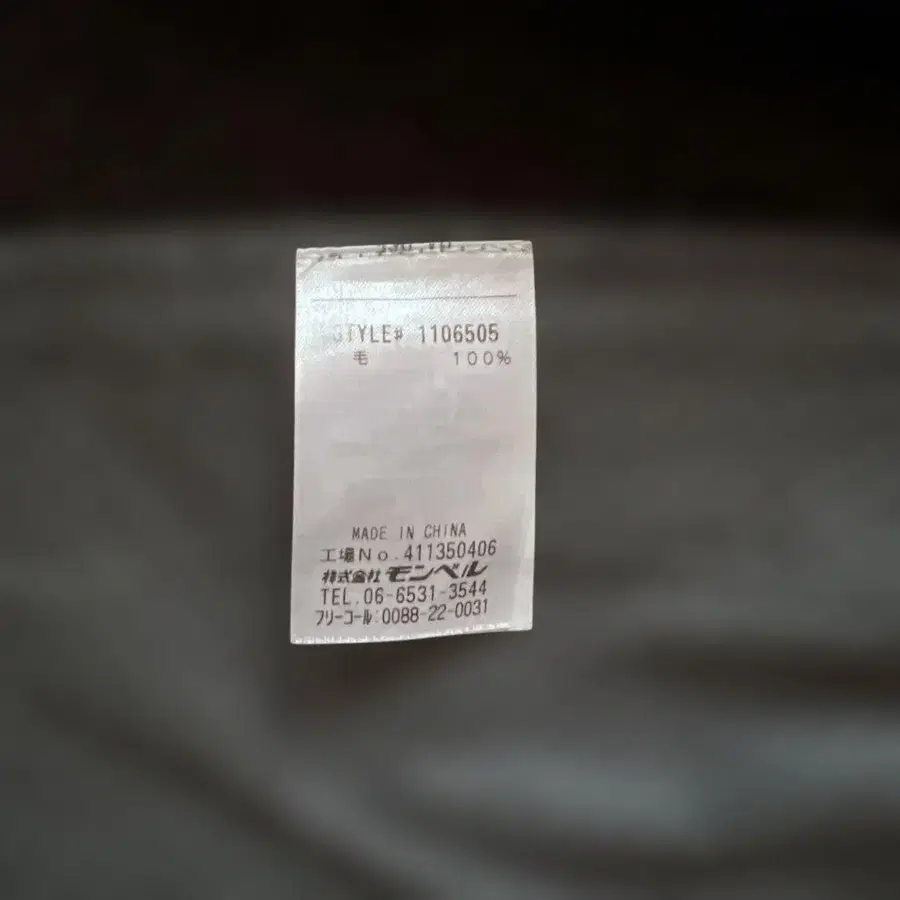 STYLE# 1106505
毛 100%
MADE IN CHINA
工場No.411350406
株式会社 モンベル
TEL.06-6531-3544
フリーコール:0088-22-0031